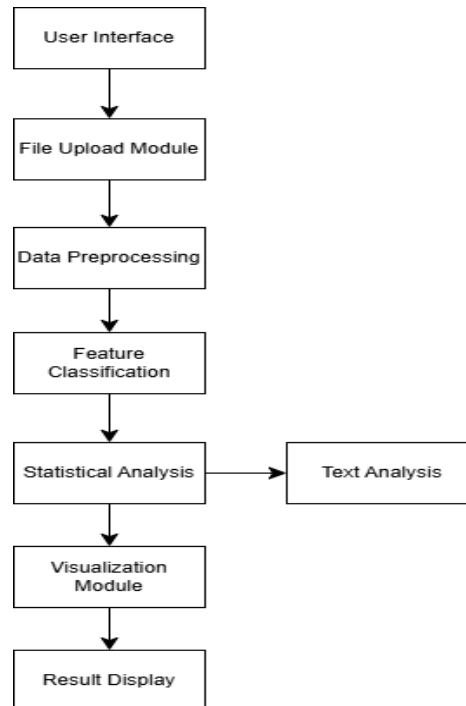 User Interface
File Upload Module
Data Preprocessing
Feature
Classification
Statistical Analysis
Text Analysis
Visualization
Module
Result Display